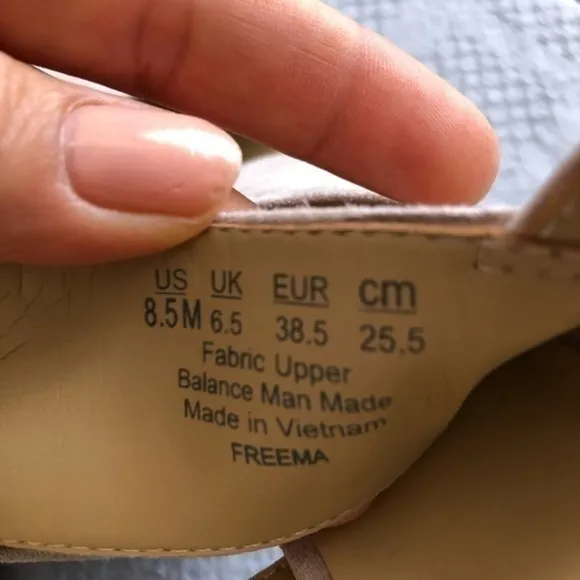 US UK EUR cm
8.5M 6.5 38.5 25.5
Fabric Upper
Balance Man Made
Made in Vietnam
FREEMA